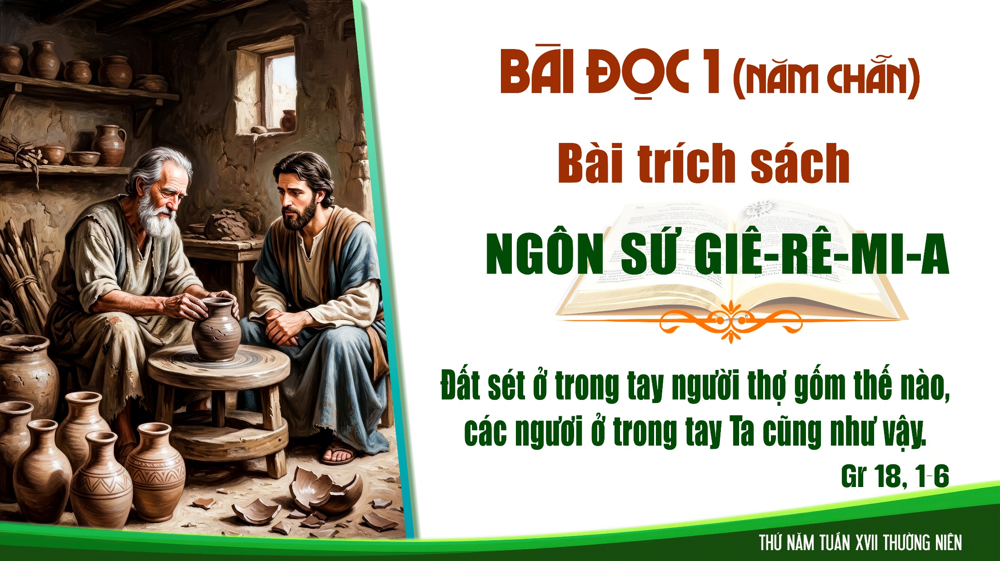 BÀI ĐỌC 1 (NĂM CHẴN)
Bài trích sách
NGÔN SỨ GIÊ-RÊ-MI-A
Đất sét ở trong tay người thợ gốm thế nào,
các ngươi ở trong tay Ta cũng như vậy.
Gr 18, 1-6
THỨ NĂM TUẦN XVII THƯỜNG NIÊN